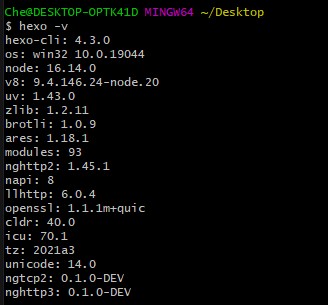 Che@DESKTOP-OPTK41D MINGW64 ~/Desktop
$ hexo -v
hexo-cli: 4.3.0
os: win32 10.0.19044
node: 16.14.0
v8: 9.4.146.24-node.20
uv: 1.43.0
zlib: 1.2.11
brotli: 1.0.9
ares: 1.18.1
modules: 93
nghttp2: 1.45.1
napi: 8
llhttp: 6.0.4
openssl: 1.1.1m+quic
cldr: 40.0
icu: 70.1
tz: 2021a3
unicode: 14.0
ngtcp2: 0.1.0-DEV
nghttp3: 0.1.0-DEV